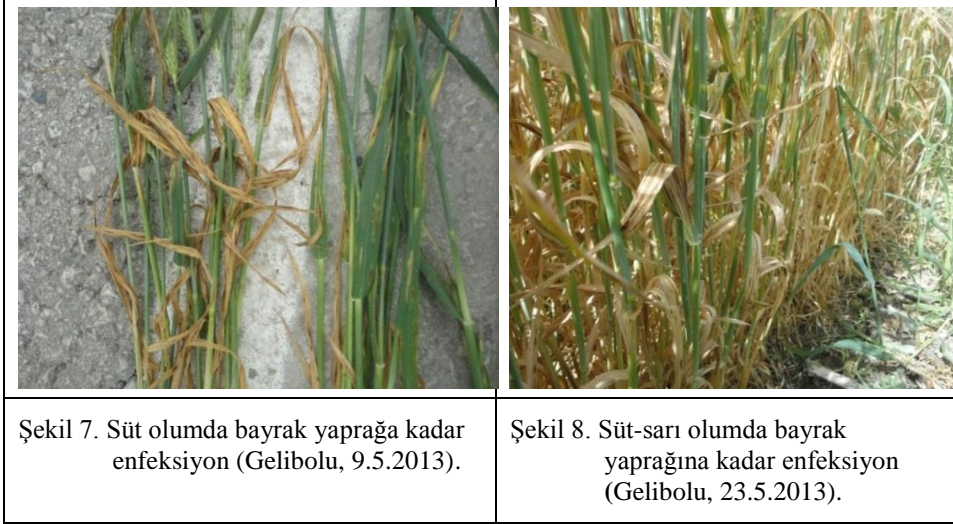 Şekil 7. Süt olumda bayrak yaprağa kadar
enfeksiyon (Gelibolu, 9.5.2013).
Şekil 8. Süt-sarı olumda bayrak
yaprağına kadar enfeksiyon
(Gelibolu, 23.5.2013).